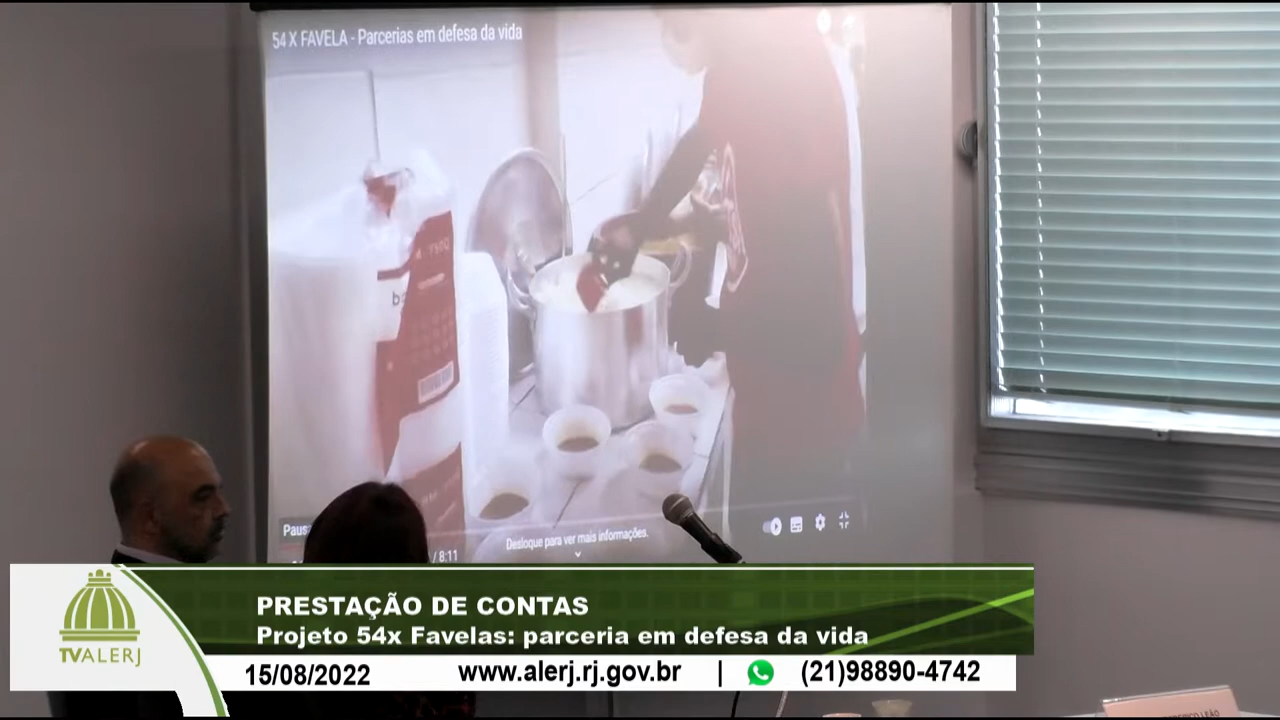 54 X FAVELA - Parcerias em defesa da vida
Desloque para ver mais informações.
/ 8:11
PRESTAÇÃO DE CONTAS
Projeto 54x Favelas: parceria em defesa da vida
TVALERJ
15/08/2022 www.alerj.rj.gov.br | (21)98890-4742
LEÃO